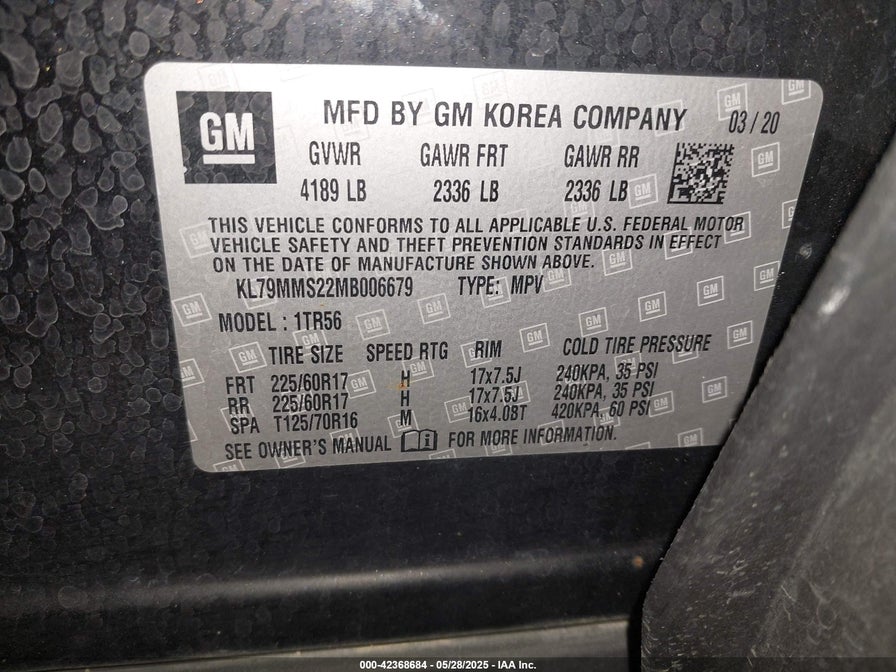 GM
MFD BY GM KOREA COMPANY 03 / 20
GVWR GAWR FRT GAWR RR
4189 LB 2336 LB 2336 LB
THIS VEHICLE CONFORMS TO ALL APPLICABLE U.S. FEDERAL MOTOR
VEHICLE SAFETY AND THEFT PREVENTION STANDARDS IN EFFECT
ON THE DATE OF MANUFACTURE SHOWN ABOVE.
KL79MMS22MB006679 TYPE: MPV
MODEL : 1TR56
TIRE SIZE SPEED RTG RIM COLD TIRE PRESSURE
FRT 225/60R17 H 17x7.5J 240KPA, 35 PSI
RR 225/60R17 H 17x7.5J 240KPA, 35 PSI
SPA T125/70R16 M 16x4.0BT 420KPA, 60 PSI
SEE OWNER'S MANUAL FOR MORE INFORMATION.
000-42368684 - 05/28/2025 - IAA Inc.